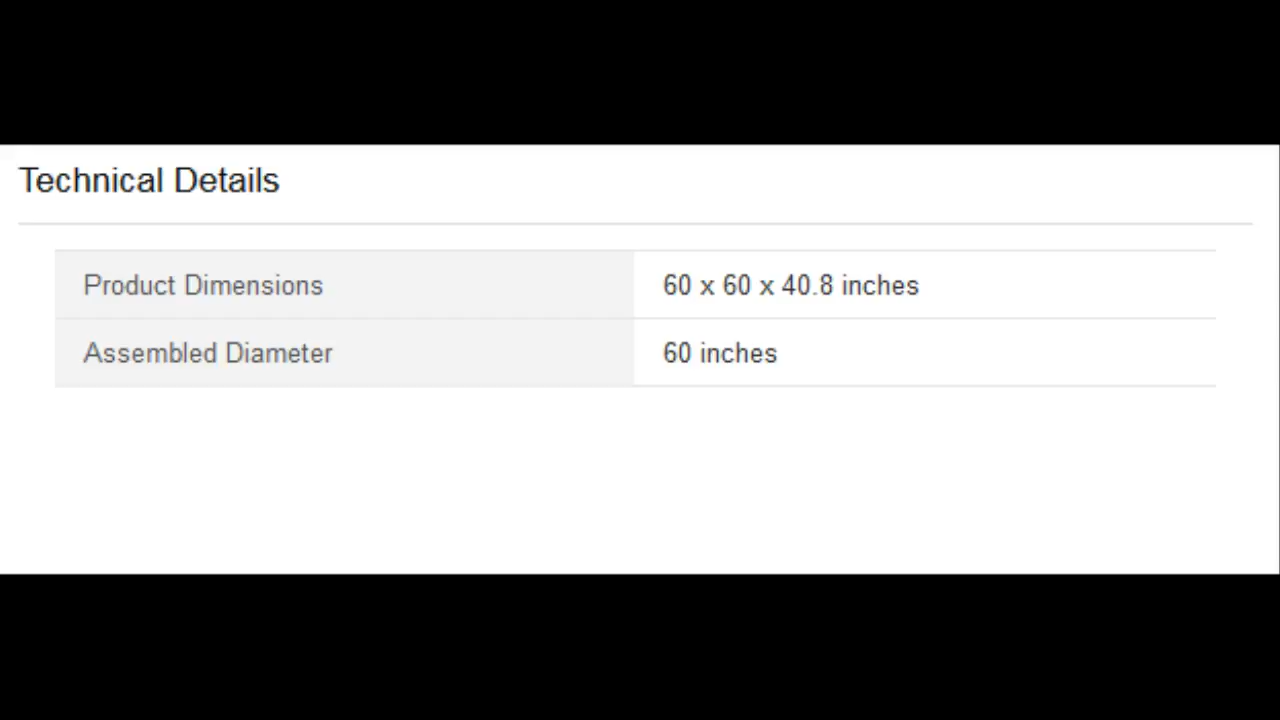 Technical Details
Product Dimensions 60 x 60 x 40.8 inches
Assembled Diameter 60 inches